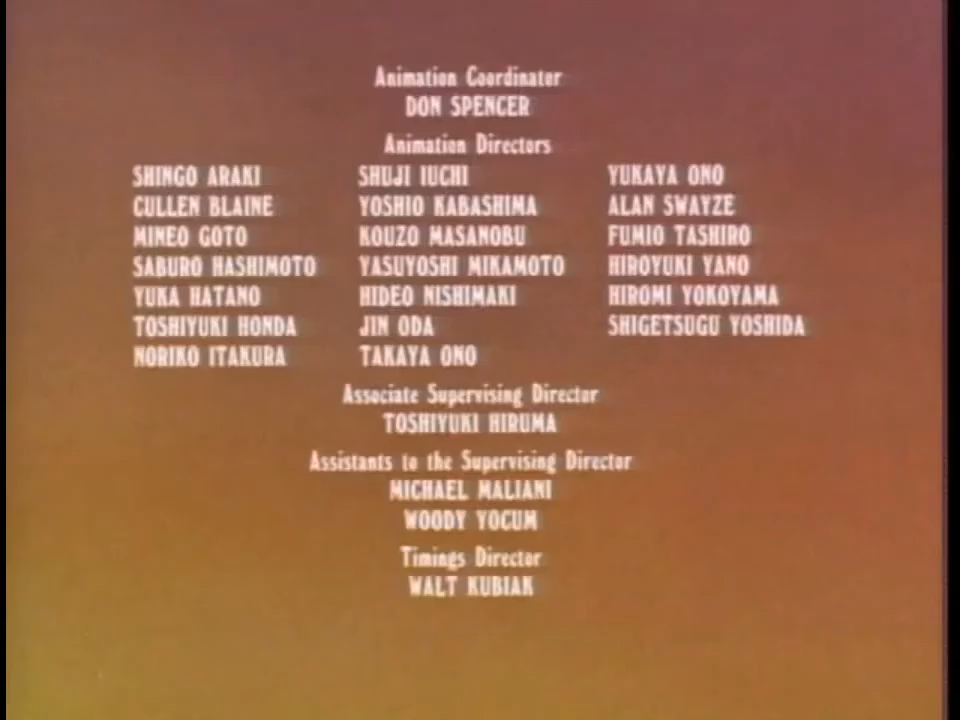 Animation Coordinator
DON SPENCER
Animation Directors
SHINGO ARAKI SHUJI IUCHI YUKAYA ONO
CULLEN BLAINE YOSHIO KABASHIMA ALAN SWAYZE
MINEO GOTO KOUZO MASANOBU FUMIO TASHIRO
SABURO HASHIMOTO YASUYOSHI MIKAMOTO HIROYUKI YANO
YUKA HATANO HIDEO NISHIMAKI HIROMI YOKOYAMA
TOSHIYUKI HONDA JIN ODA SHIGETSUGU YOSHIDA
NORIKO ITAKURA TAKAYA ONO
Associate Supervising Director
TOSHIYUKI HIRUMA
Assistants to the Supervising Director
MICHAEL MALIANI
WOODY YOCUM
Timings Director
WALT KUBIAK